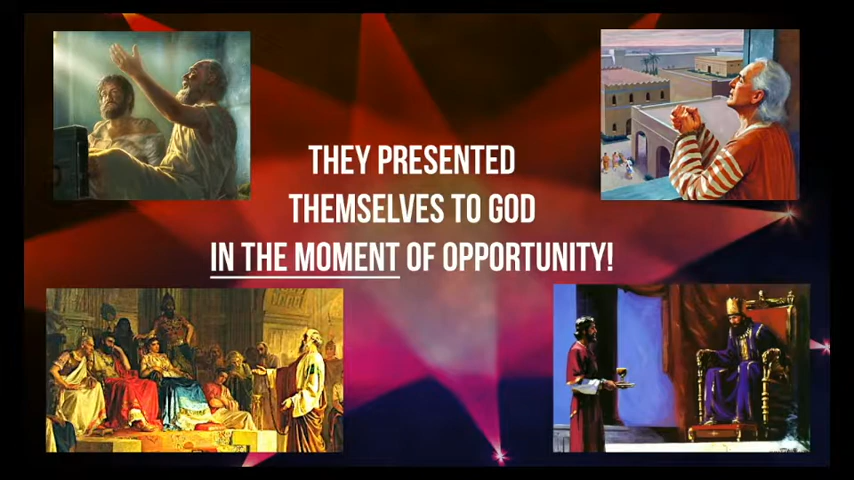 THEY PRESENTED
THEMSELVES TO GOD
IN THE MOMENT OF OPPORTUNITY!